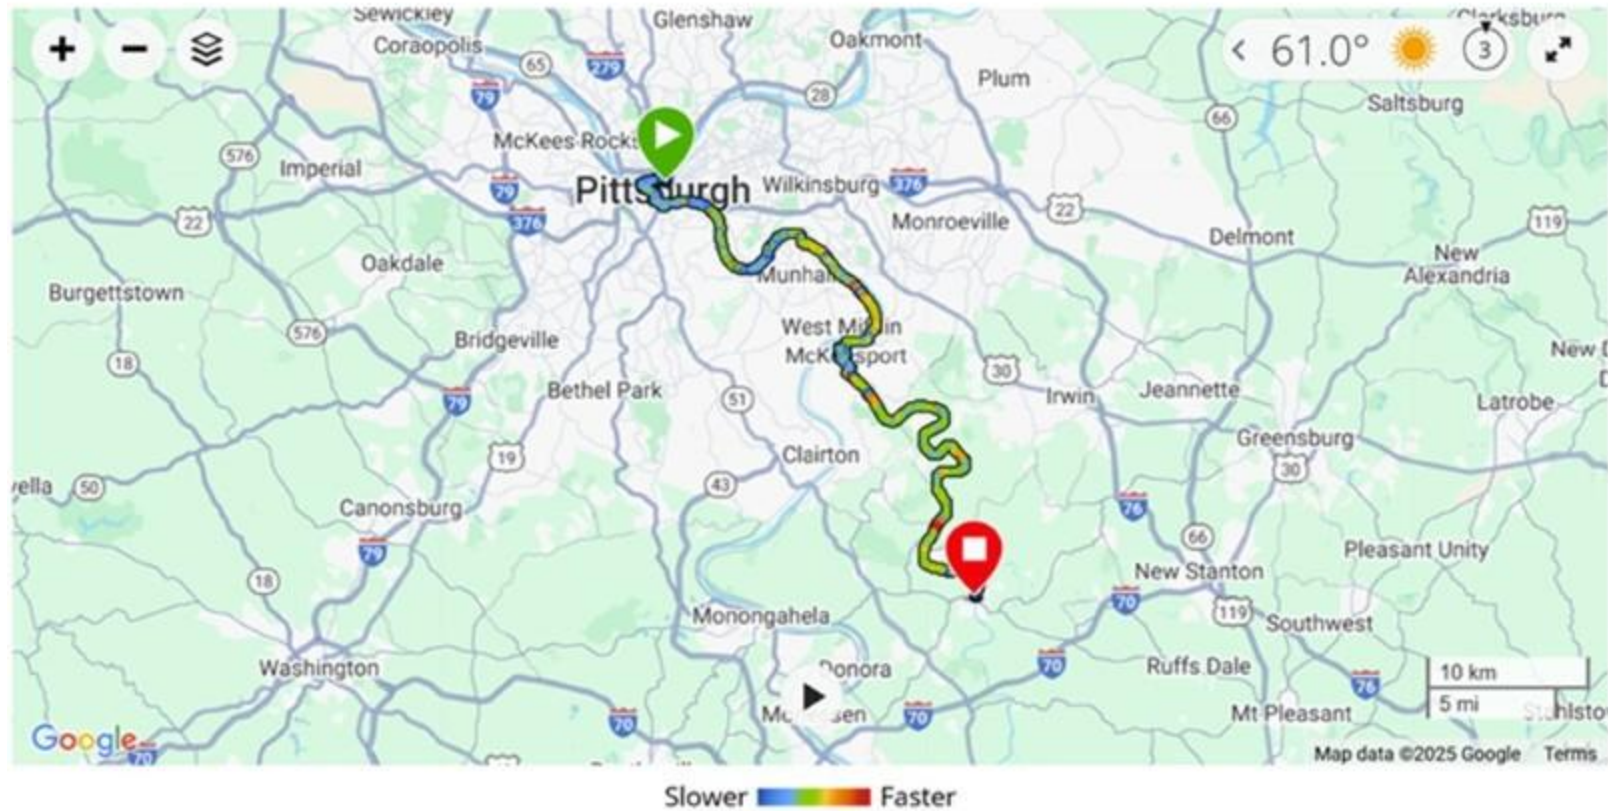 Sewickley
Glenshaw
Clarksburg
Coraopolis
Oakmont
61.0°
3
65
279
Plum
79
28
Saltsburg
66
McKees Rocks
576
Imperial
79
Pittsburgh
Wilkinsburg
376
22
376
Monroeville
22
119
Delmont
New
Alexandria
Oakdale
Munhall
Burgettstown
576
Bridgeville
West Mifflin
McKeesport
18
30
79
Bethel Park
51
Irwin
Jeannette
Latrobe
Greensburg
19
Clairton
30
50
43
Canonsburg
76
79
66
Pleasant Unity
18
New Stanton
70
119
Monongahela
Southwest
Washington
Donora
70
Ruffs Dale
76
10 km
5 mi
70
70
Mt Pleasant
Google
70
Map data ©2025 Google Terms
Slower Faster